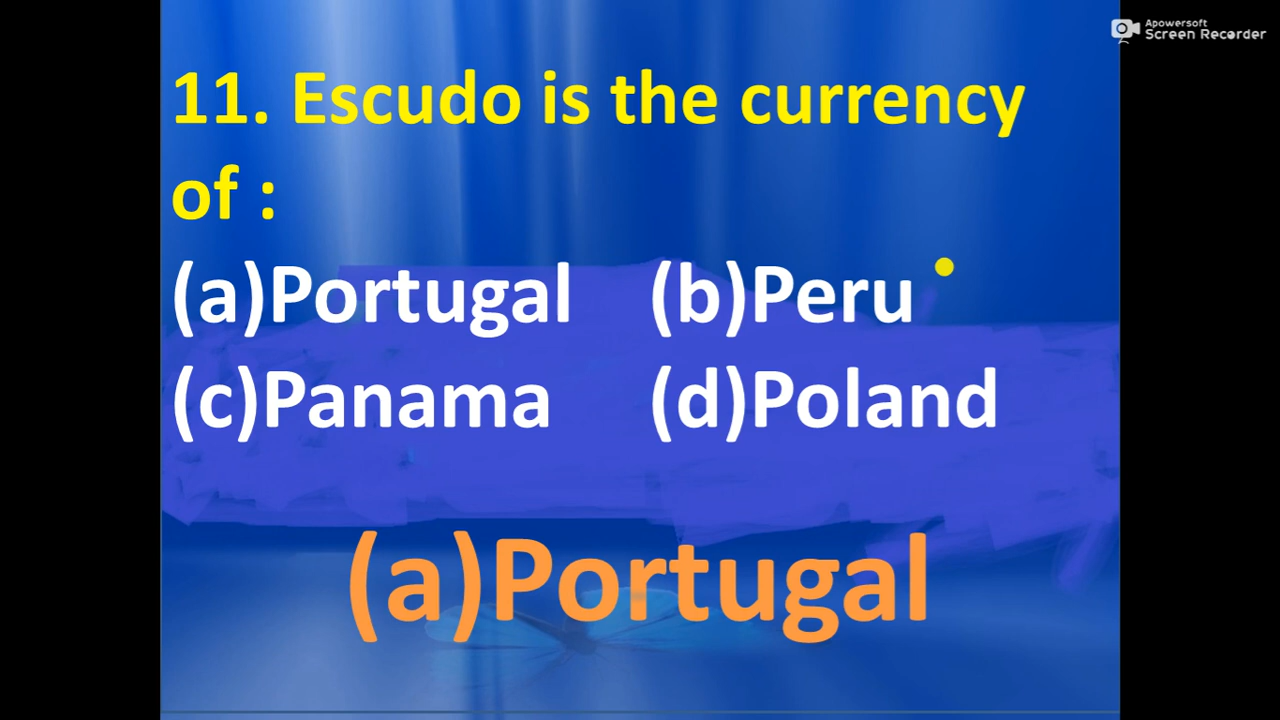 Apowersoft
Screen Recorder
11. Escudo is the currency
of :
(a)Portugal (b)Peru
(c)Panama (d)Poland
(a)Portugal